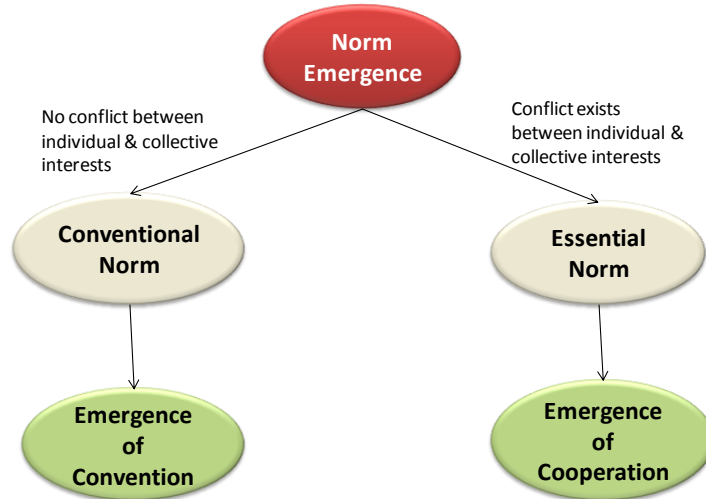 Norm
Emergence
No conflict between
individual & collective
interests
Conflict exists
between individual &
collective interests
Conventional
Norm
Essential
Norm
Emergence
of
Convention
Emergence
of
Cooperation